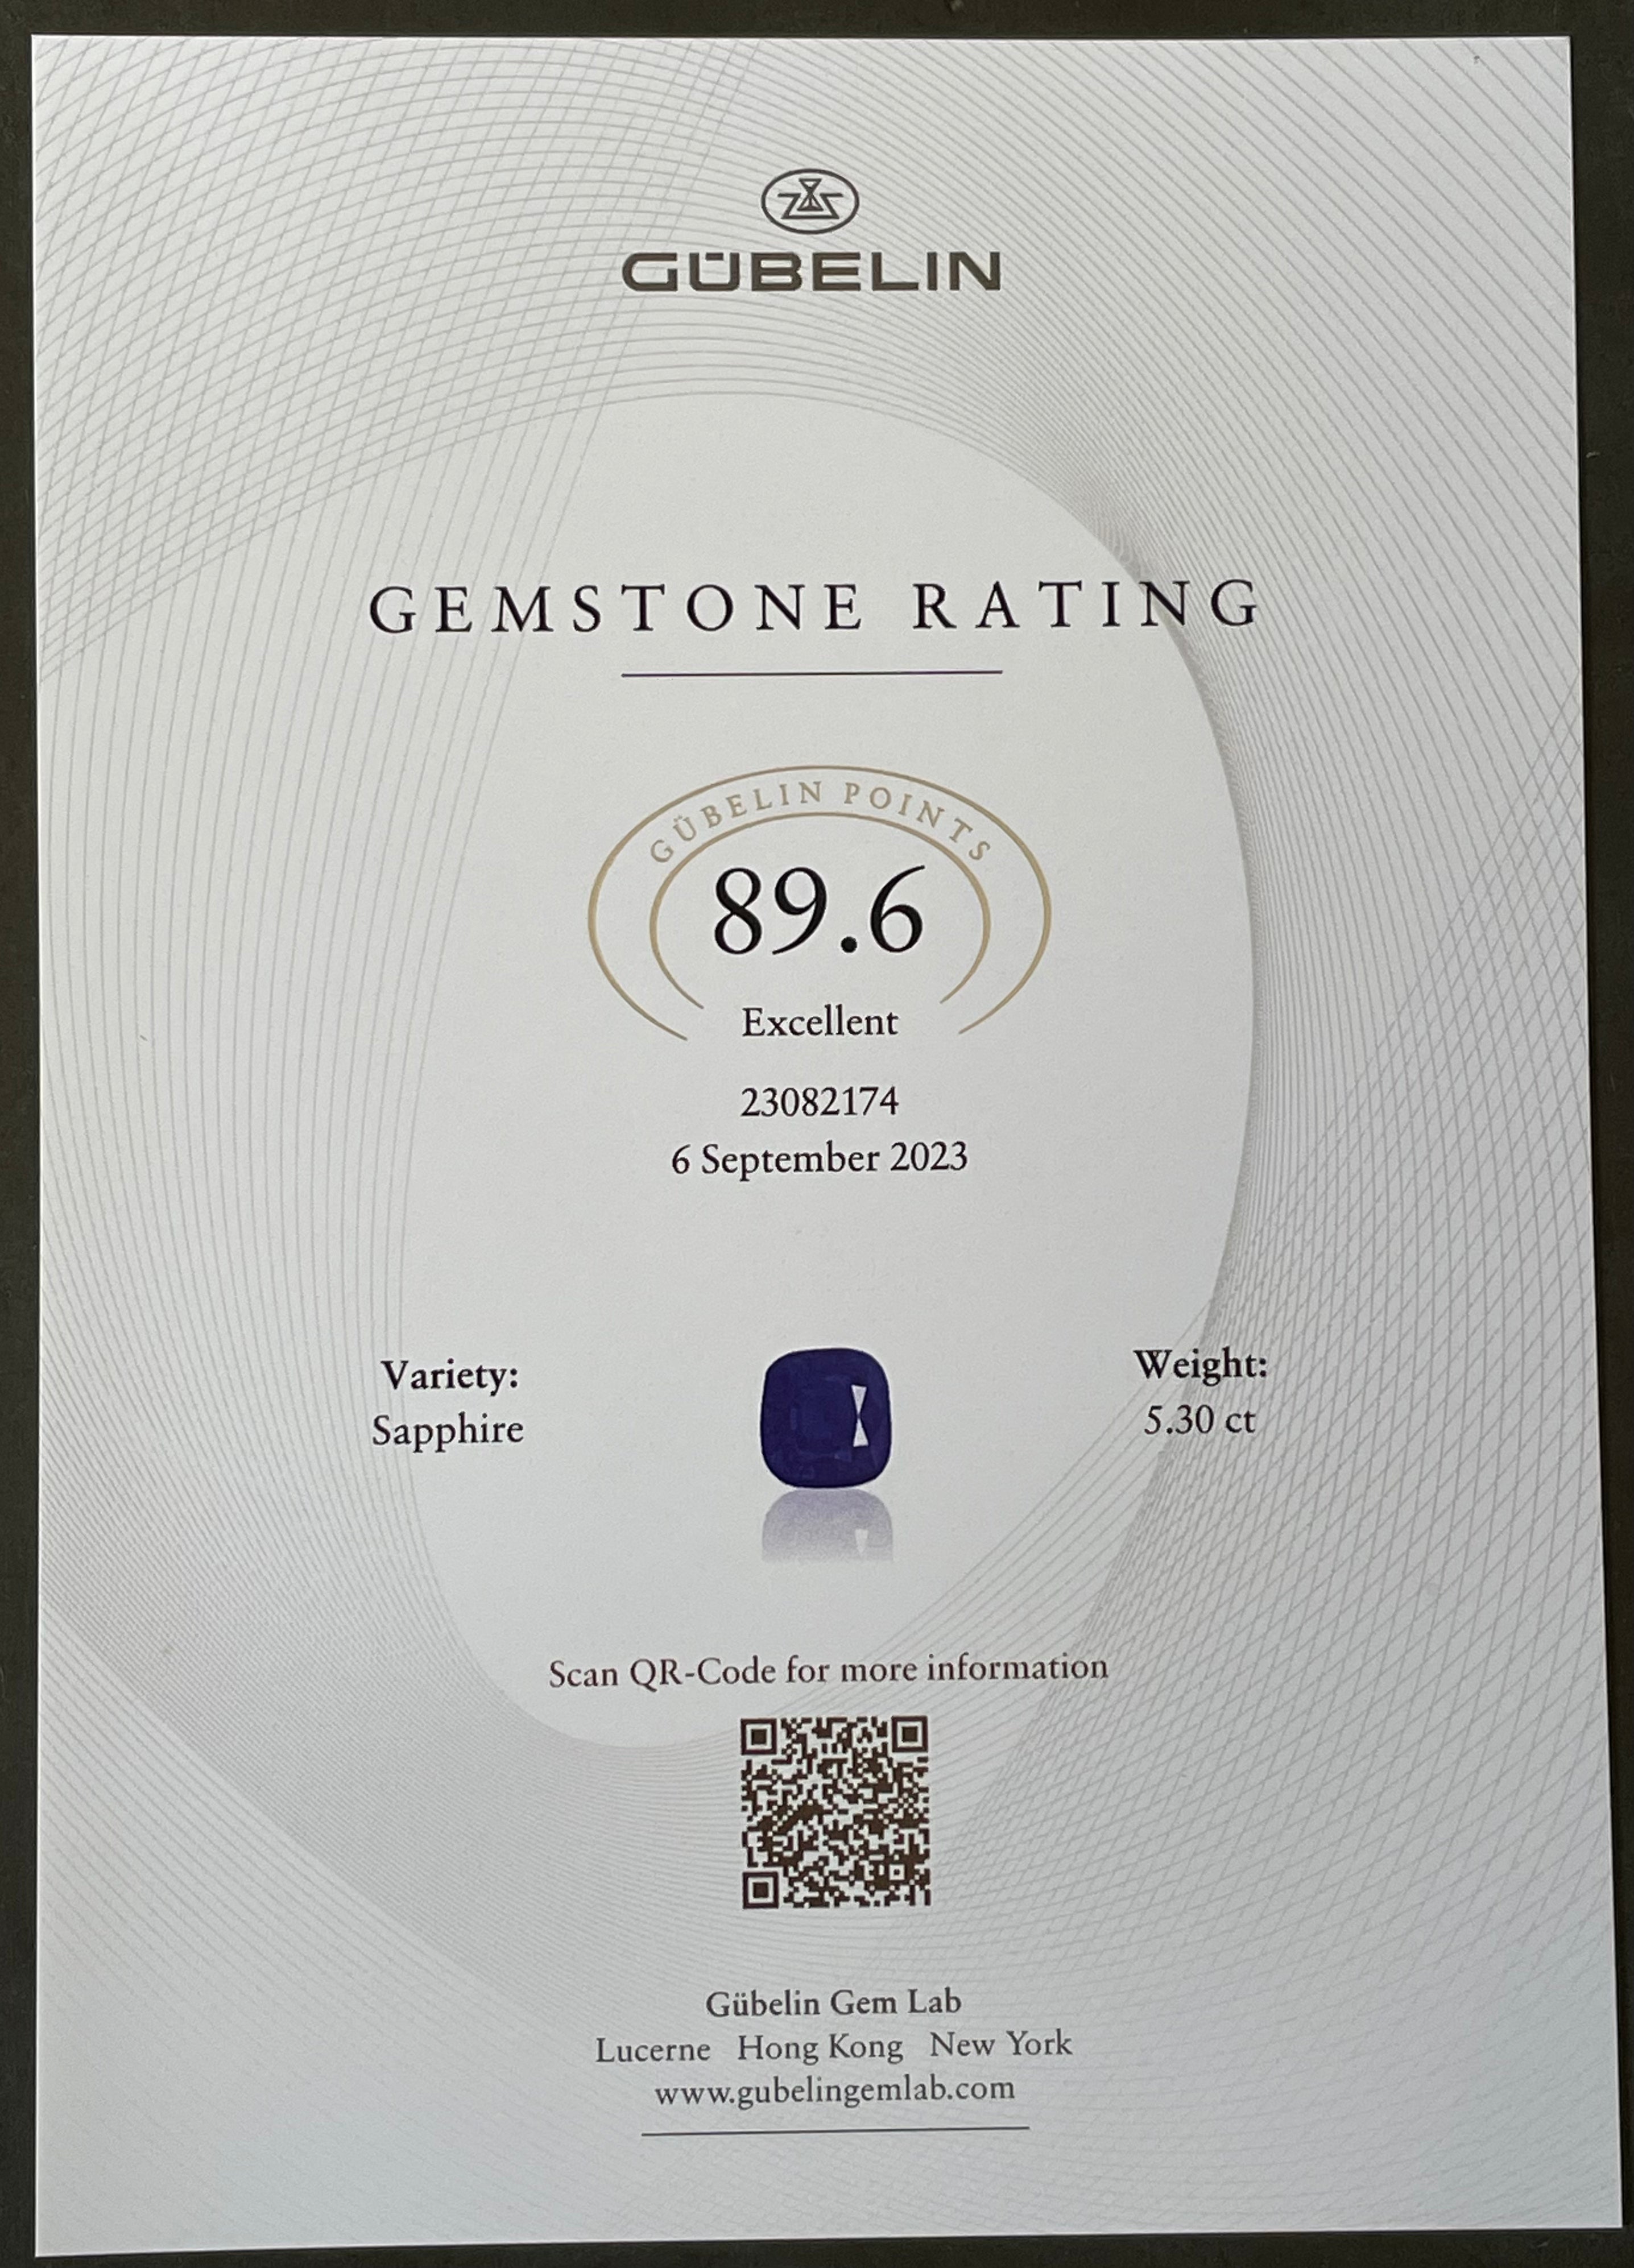 GÜBELIN
GEMSTONE RATING
GÜBELIN POINTS
89.6
Excellent
23082174
6 September 2023
Variety:
Sapphire
Weight:
5.30 ct
Scan QR-Code for more information
Gübelin Gem Lab
Lucerne Hong Kong New York
www.gubelingemlab.com